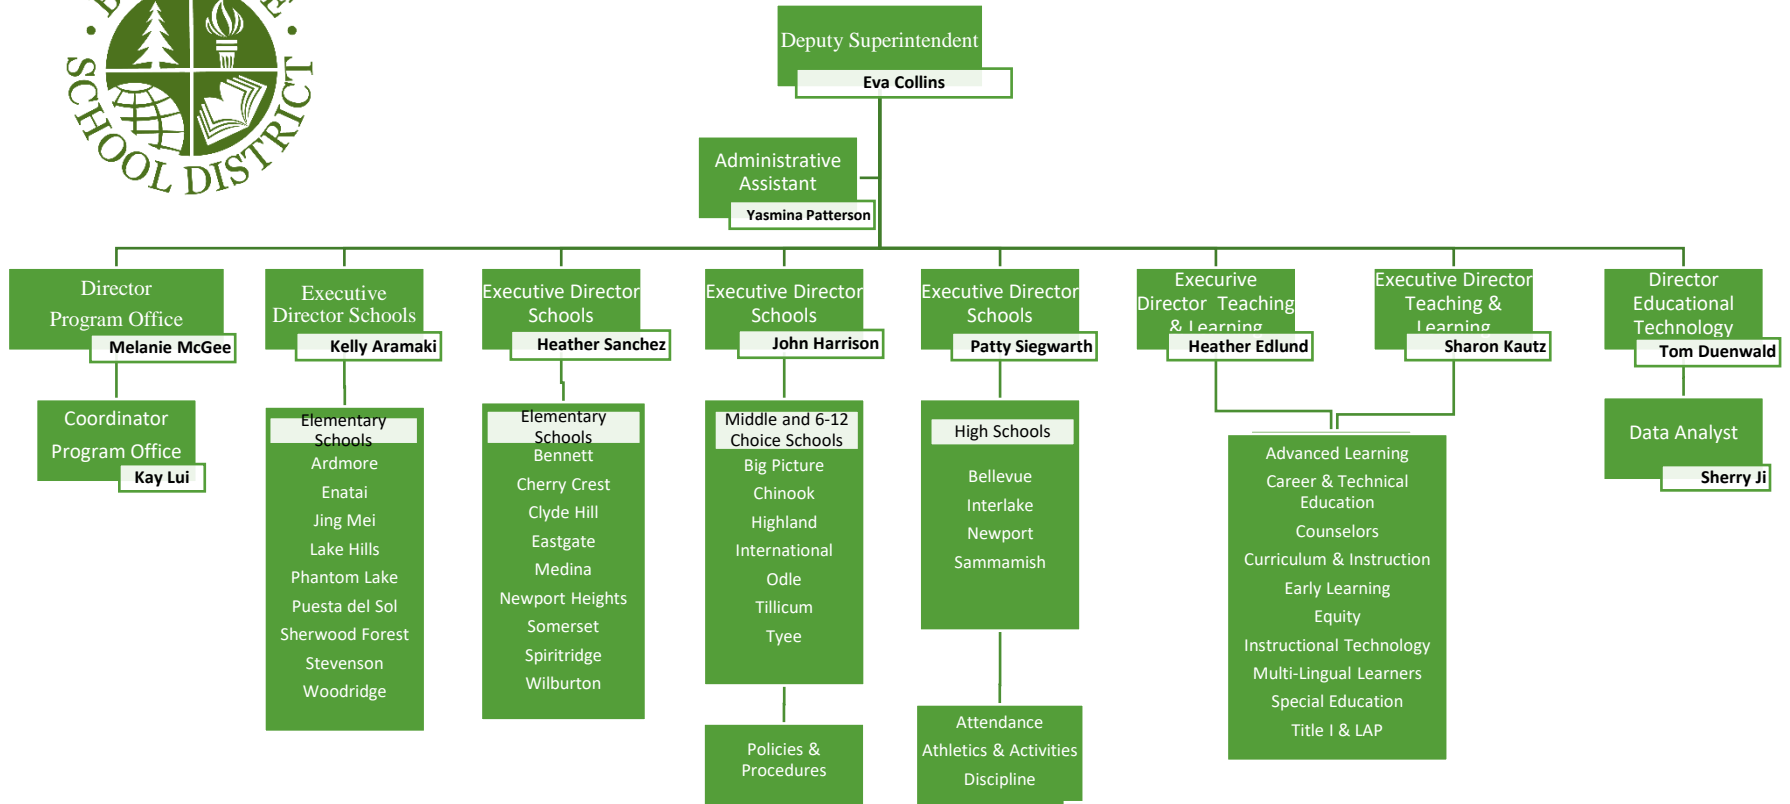 SCHOOL DISTRICT
Deputy Superintendent
Eva Collins
Administrative
Assistant
Yasmina Patterson
Director
Program Office
Melanie McGee
Coordinator
Program Office
Kay Lui
Executive
Director Schools
Kelly Aramaki
Elementary
Schools
Ardmore
Enatai
Jing Mei
Lake Hills
Phantom Lake
Puesta del Sol
Sherwood Forest
Stevenson
Woodridge
Executive Director
Schools
Heather Sanchez
Elementary
Schools
Bennett
Cherry Crest
Clyde Hill
Eastgate
Medina
Newport Heights
Somerset
Spiritridge
Wilburton
Executive Director
Schools
John Harrison
Middle and 6-12
Choice Schools
Big Picture
Chinook
Highland
International
Odle
Tillicum
Tyee
Policies &
Procedures
Executive Director
Schools
Patty Siegwarth
High Schools
Bellevue
Interlake
Newport
Sammamish
Attendance
Athletics & Activities
Discipline
Execurive
Director Teaching
& Learning
Heather Edlund
Executive Director
Teaching &
Learning
Sharon Kautz
Advanced Learning
Career & Technical
Education
Counselors
Curriculum & Instruction
Early Learning
Equity
Instructional Technology
Multi-Lingual Learners
Special Education
Title I & LAP
Director
Educational
Technology
Tom Duenwald
Data Analyst
Sherry Ji